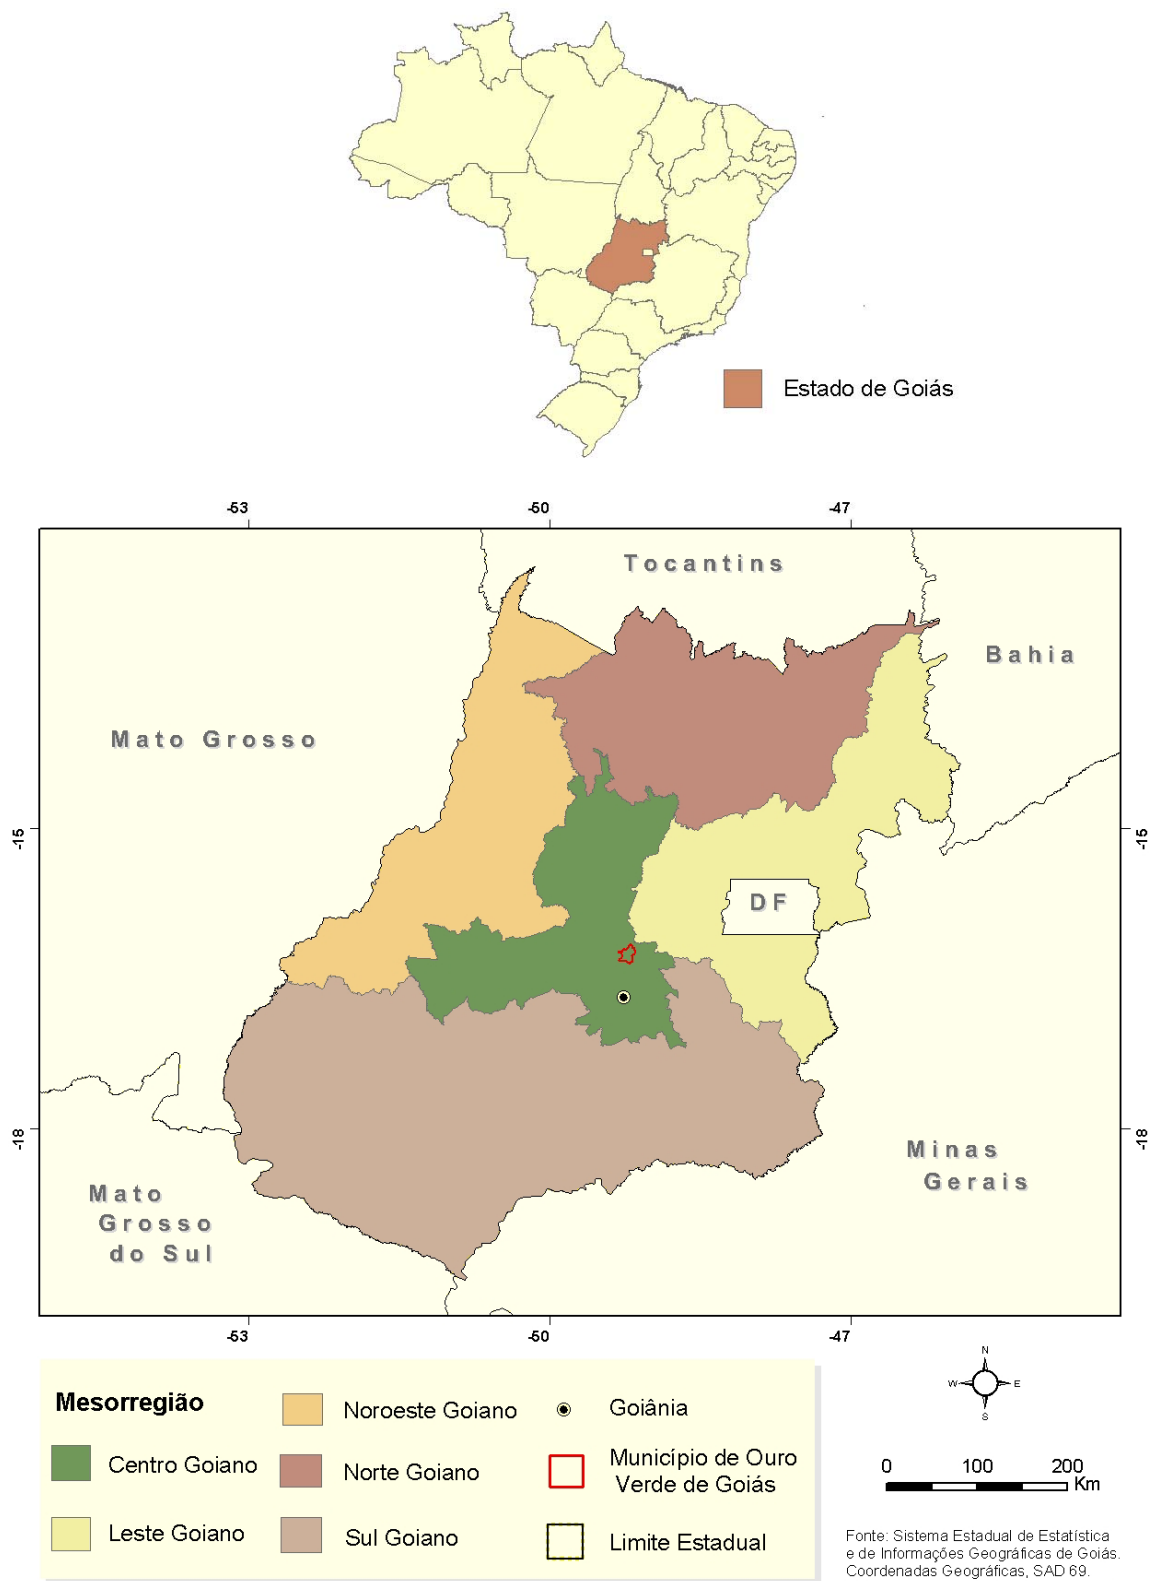 Estado de Goiás
-53
-50
-47
Tocantins
Bahia
Mato Grosso
-15
-15
DF
-18
-18
Minas
Gerais
Mato
Grosso
do Sul
-53
-50
-47
Mesorregião
Centro Goiano
Leste Goiano
Noroeste Goiano
Norte Goiano
Sul Goiano
Goiânia
Município de Ouro
Verde de Goiás
Limite Estadual
N
W
E
S
0 100 200
Km
Fonte: Sistema Estadual de Estatística
e de Informações Geográficas de Goiás.
Coordenadas Geográficas, SAD 69.